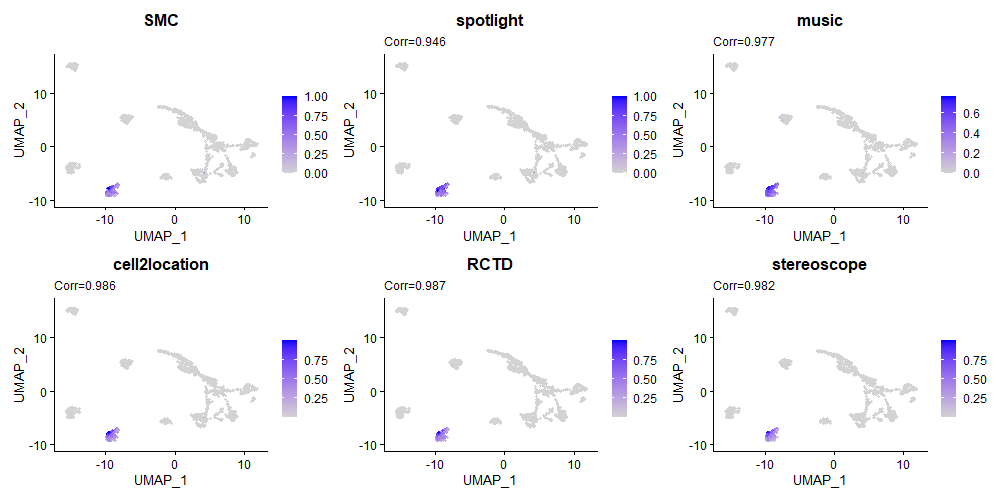 SMC
UMAP_2
10
0
-10
-10
0
10
UMAP_1
1.00
0.75
0.50
0.25
0.00
spotlight
Corr=0.946
UMAP_2
10
0
-10
-10
0
10
UMAP_1
1.00
0.75
0.50
0.25
0.00
music
Corr=0.977
UMAP_2
10
0
-10
-10
0
10
UMAP_1
0.6
0.4
0.2
0.0
cell2location
Corr=0.986
UMAP_2
10
0
-10
-10
0
10
UMAP_1
0.75
0.50
0.25
RCTD
Corr=0.987
UMAP_2
10
0
-10
-10
0
10
UMAP_1
0.75
0.50
0.25
stereoscope
Corr=0.982
UMAP_2
10
0
-10
-10
0
10
UMAP_1
0.75
0.50
0.25